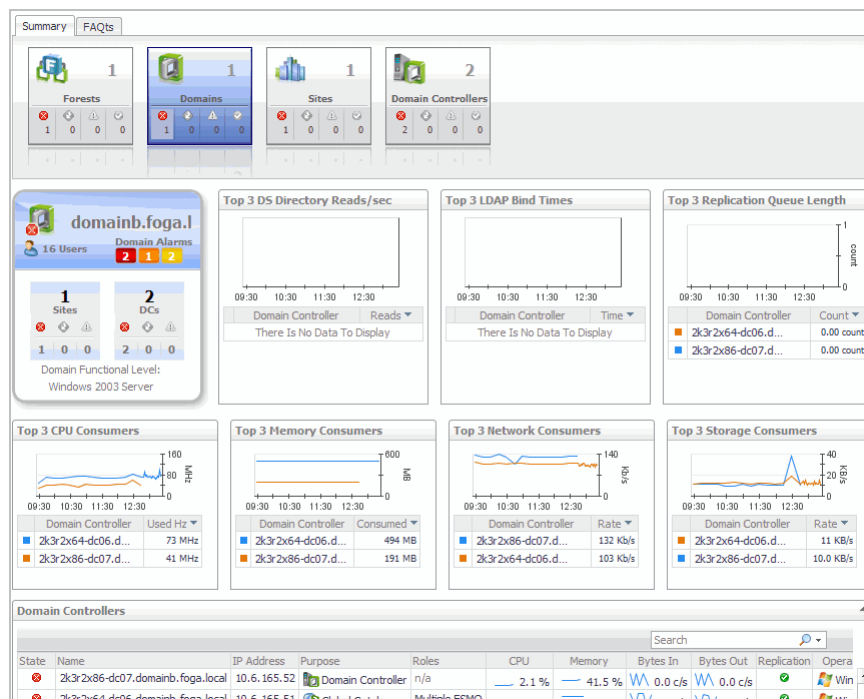 Summary FAQts
1 1 1 2
Forests Domains Sites Domain Controllers
1 0 0 0 1 0 0 0 1 0 0 0 2 0 0 0
domainb.foga.l
16 Users Domain Alarms
2 1 2
1 2
Sites DCs
1 0 0 2 0 0
Domain Functional Level:
Windows 2003 Server
Top 3 DS Directory Reads/sec
09:30 10:30 11:30 12:30
Domain Controller Reads
There Is No Data To Display
Top 3 LDAP Bind Times
09:30 10:30 11:30 12:30
Domain Controller Time
There Is No Data To Display
Top 3 Replication Queue Length
1
count
0
09:30 10:30 11:30 12:30
Domain Controller Count
2k3r2x64-dc06.d... 0.00 count
2k3r2x86-dc07.d... 0.00 count
Top 3 CPU Consumers
160
80
0
MHz
09:30 10:30 11:30 12:30
Domain Controller Used Hz
2k3r2x64-dc06.d... 73 MHz
2k3r2x86-dc07.d... 41 MHz
Top 3 Memory Consumers
600
MB
0
09:30 10:30 11:30 12:30
Domain Controller Consumed
2k3r2x64-dc06.d... 494 MB
2k3r2x86-dc07.d... 191 MB
Top 3 Network Consumers
140
Kb/s
0
09:30 10:30 11:30 12:30
Domain Controller Rate
2k3r2x86-dc07.d... 132 Kb/s
2k3r2x64-dc06.d... 103 Kb/s
Top 3 Storage Consumers
40
20
0
KB/s
09:30 10:30 11:30 12:30
Domain Controller Rate
2k3r2x64-dc06.d... 11 KB/s
2k3r2x86-dc07.d... 10.0 KB/s
Domain Controllers
Search
State Name IP Address Purpose Roles CPU Memory Bytes In Bytes Out Replication Opera
2k3r2x86-dc07.domainb.foga.local 10.6.165.52 Domain Controller n/a 2.1 % 41.5 % 0.0 c/s 0.0 c/s Win
2k3r2x64-dc06.domainb.foga.local 10.6.165.51 Multiple FSMO